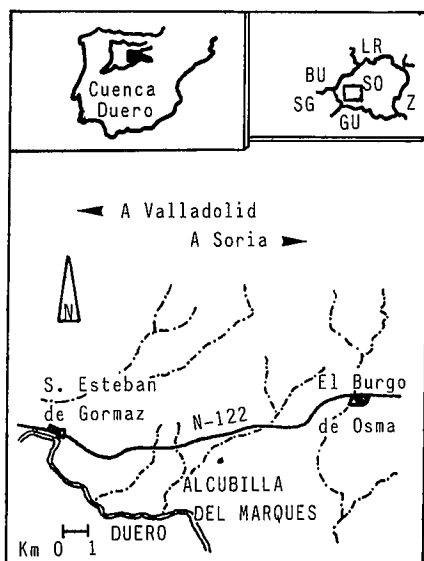 Cuenca
Duero
LR
BU
SO
SG
Z
GU
A Valladolid
A Soria
N
S. Esteban
de Gormaz
El Burgo
de Osma
N-122
ALCUBILLA
DEL MARQUES
DUERO
Km 0 1